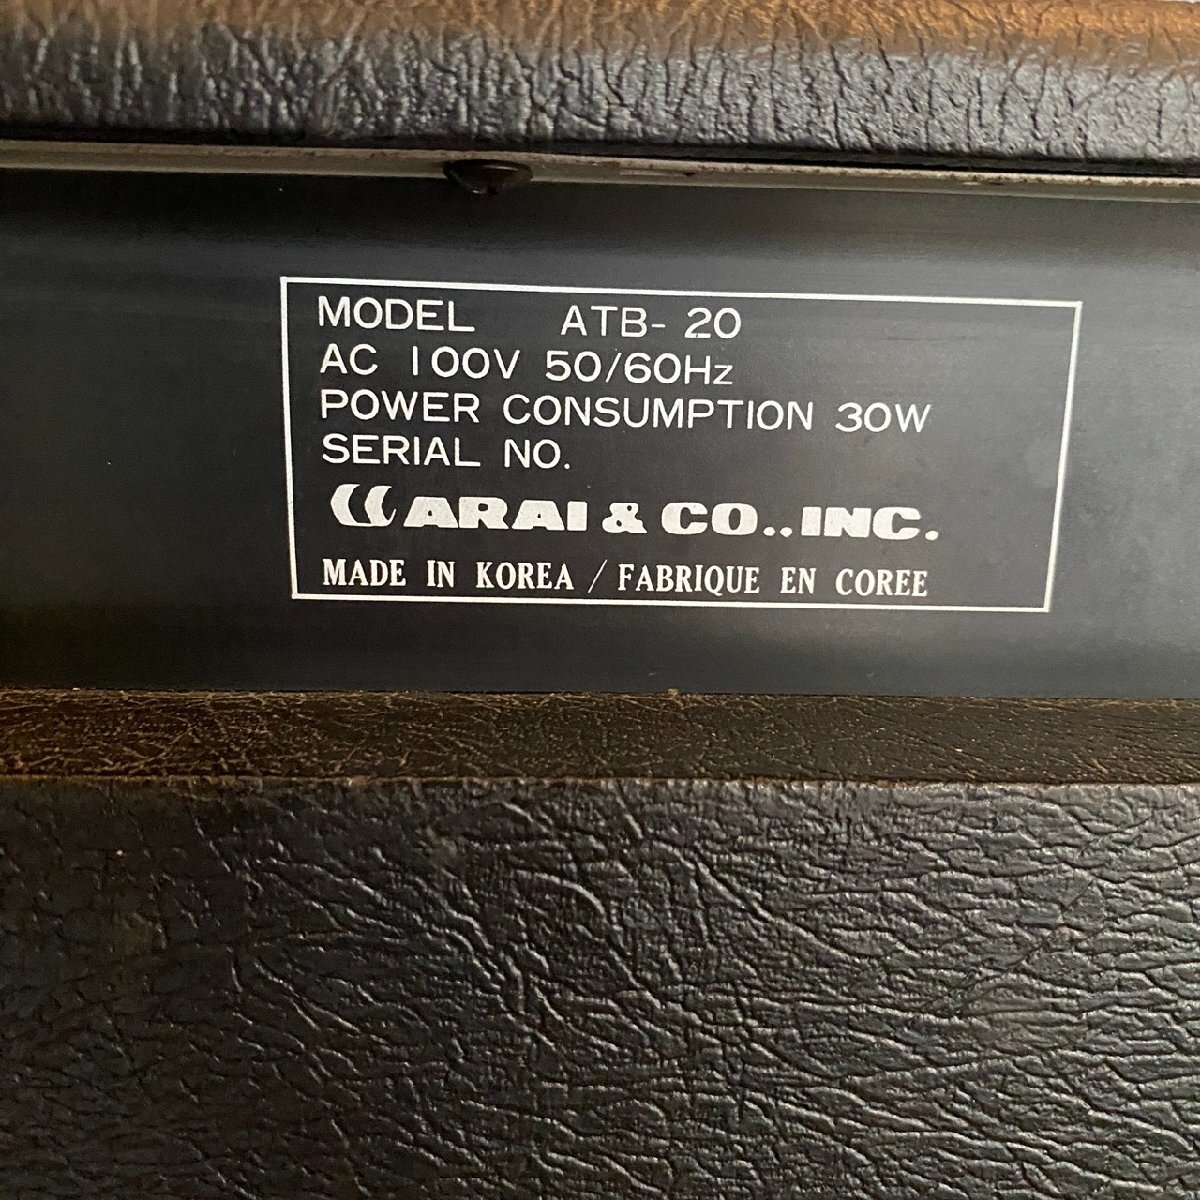 MODEL ATB-20
AC 100V 50/60Hz
POWER CONSUMPTION 30W
SERIAL NO.
ARAI & CO.,INC.
MADE IN KOREA / FABRIQUE EN COREE